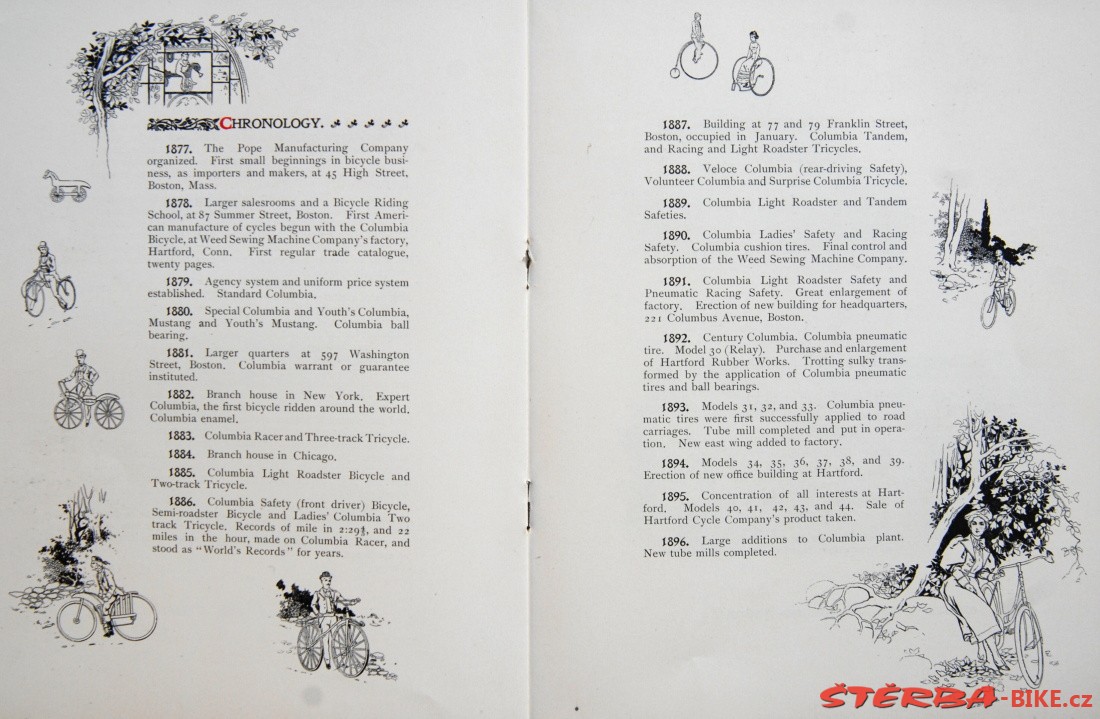 CHRONOLOGY.
1877. The Pope Manufacturing Company
organized. First small beginnings in bicycle busi-
ness, as importers and makers, at 45 High Street,
Boston, Mass.
1878. Larger salesrooms and a Bicycle Riding
School, at 87 Summer Street, Boston. First Ameri-
can manufacture of cycles begun with the Columbia
Bicycle, at Weed Sewing Machine Company's factory,
Hartford, Conn. First regular trade catalogue,
twenty pages.
1879. Agency system and uniform price system
established. Standard Columbia.
1880. Special Columbia and Youth's Columbia,
Mustang and Youth's Mustang. Columbia ball
bearing.
1881. Larger quarters at 597 Washington
Street, Boston. Columbia warrant or guarantee
instituted.
1882. Branch house in New York. Expert
Columbia, the first bicycle ridden around the world.
Columbia enamel.
1883. Columbia Racer and Three-track Tricycle.
1884. Branch house in Chicago.
1885. Columbia Light Roadster Bicycle and
Two-track Tricycle.
1886. Columbia Safety (front driver) Bicycle,
Semi-roadster Bicycle and Ladies' Columbia Two
track Tricycle. Records of mile in and 22
miles in the hour, made on Columbia Racer, and
stood as "World's Records" for years.
1887. Building at 77 and 79 Franklin Street,
Boston, occupied in January. Columbia Tandem,
and Racing and Light Roadster Tricycles.
1888. Veloce Columbia (rear-driving Safety),
Volunteer Columbia and Surprise Columbia Tricycle.
1889. Columbia Light Roadster and Tandem
Safeties.
1890. Columbia Ladies' Safety and Racing
Safety. Columbia cushion tires. Final control and
absorption of the Weed Sewing Machine Company.
1891. Columbia Light Roadster Safety and
Pneumatic Racing Safety. Great enlargement of
factory. Erection of new building for headquarters,
221 Columbus Avenue, Boston.
1892. Century Columbia. Columbia pneumatic
tire. Model 30 (Relay). Purchase and enlargement
of Hartford Rubber Works. Trotting sulky trans-
formed by the application of Columbia pneumatic
tires and ball bearings.
1893. Models 31, 32, and 33. Columbia pneu-
matic tires were first successfully applied to road
carriages. Tube mill completed and put in opera-
tion. New east wing added to factory.
1894. Models 34, 35, 36, 37, 38, and 39.
Erection of new office building at Hartford.
1895. Concentration of all interests at Hart-
ford. Models 40, 41, 42, 43, and 44. Sale of
Hartford Cycle Company's product taken.
1896. Large additions to Columbia plant.
New tube mills completed.
ŠTĚRBA-BIKE.cz